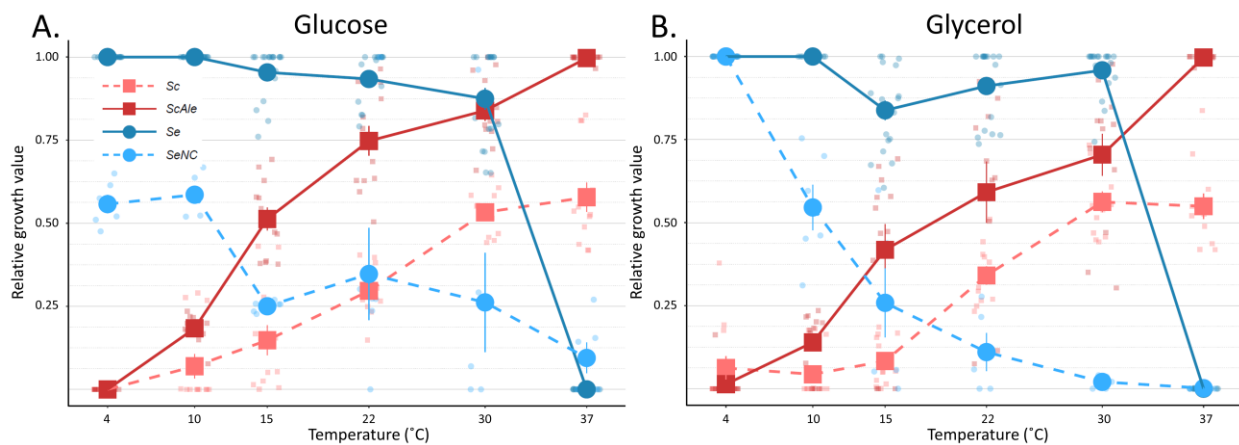 A.
Glucose
Relative growth value
1.00
0.75
0.50
0.25
Sc
ScAle
Se
SeNC
4
10
15
22
30
37
Temperature (˚C)
B.
Glycerol
Relative growth value
1.00
0.75
0.50
0.25
4
10
15
22
30
37
Temperature (˚C)